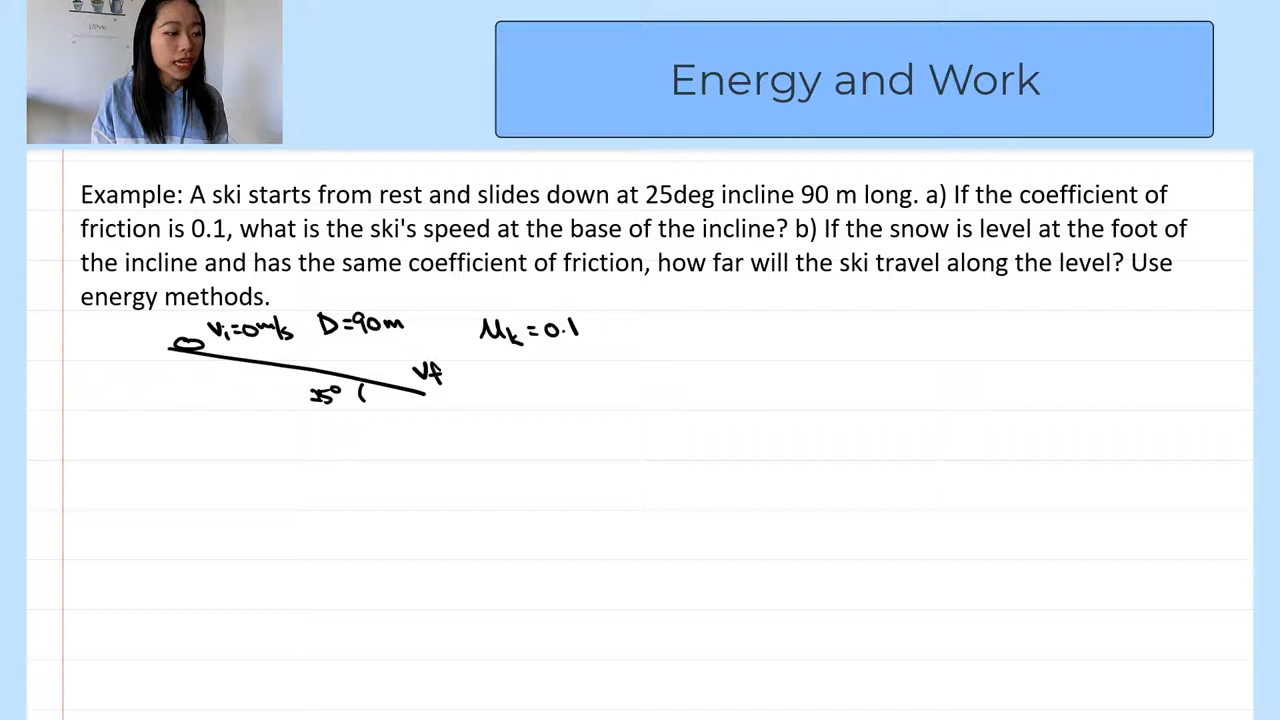 Energy and Work
Example: A ski starts from rest and slides down at 25deg incline 90 m long. a) If the coefficient of
friction is 0.1, what is the ski's speed at the base of the incline? b) If the snow is level at the foot of
the incline and has the same coefficient of friction, how far will the ski travel along the level? Use
energy methods.
Vi=0m/s D=90m Mk=0.1
Vf
25°